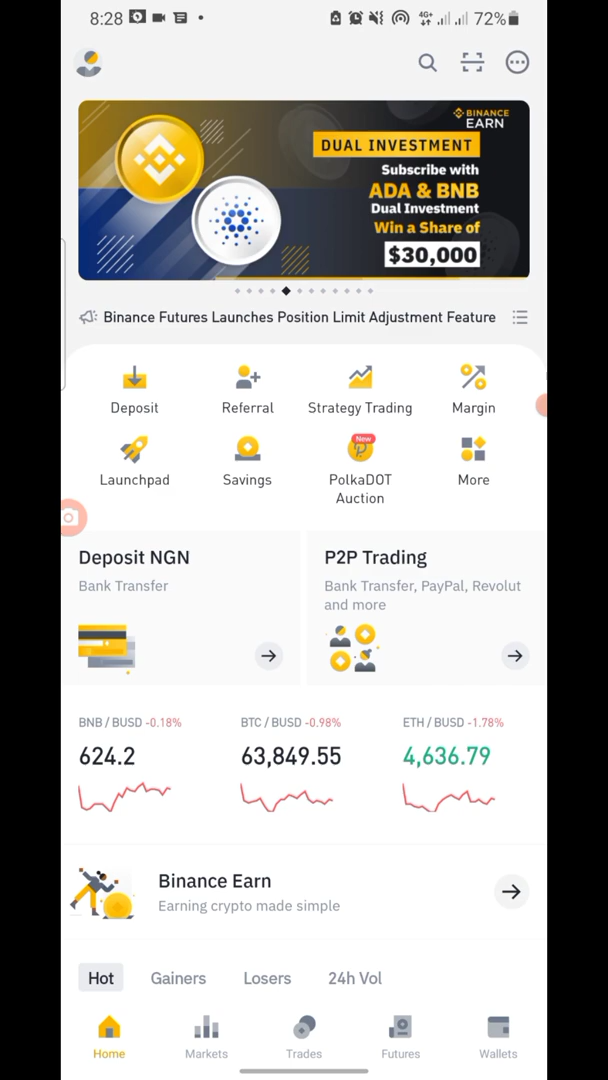 8:28
4G+
72%
BINANCE
EARN
DUAL INVESTMENT
Subscribe with
ADA & BNB
Dual Investment
Win a Share of
$30,000
Binance Futures Launches Position Limit Adjustment Feature
Deposit
Referral
Strategy Trading
Margin
New
Launchpad
Savings
PolkaDOT
Auction
More
Deposit NGN
Bank Transfer
P2P Trading
Bank Transfer, PayPal, Revolut
and more
BNB / BUSD -0.18%
BTC / BUSD -0.98%
ETH / BUSD -1.78%
624.2
63,849.55
4,636.79
Binance Earn
Earning crypto made simple
Hot
Gainers
Losers
24h Vol
Home
Markets
Trades
Futures
Wallets